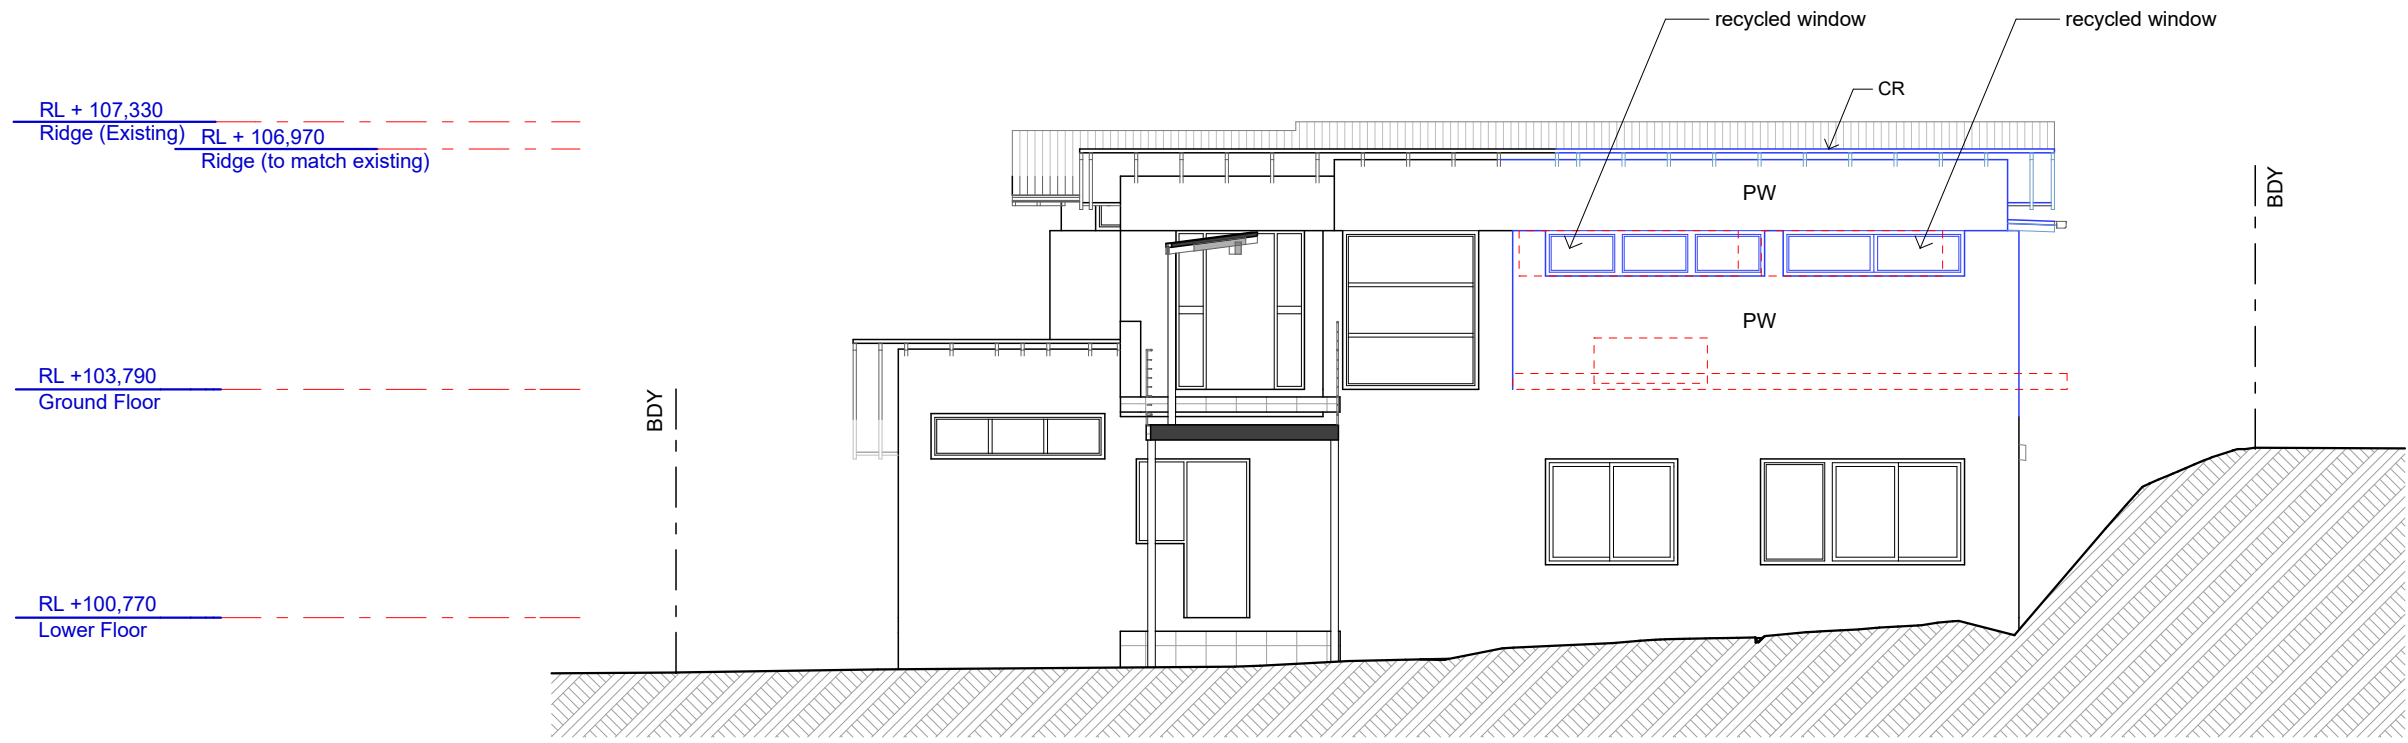 recycled window
recycled window
CR
RL + 107,330
Ridge (Existing)
RL + 106,970
Ridge (to match existing)
PW
BDY
PW
RL +103,790
Ground Floor
BDY
RL +100,770
Lower Floor